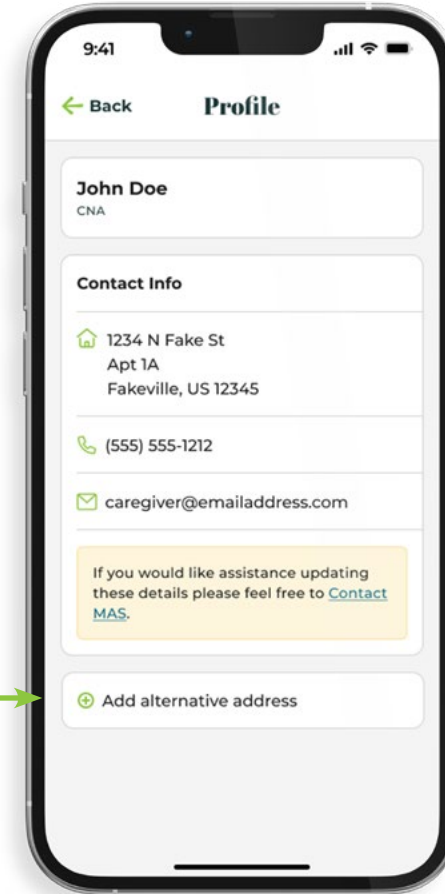 9:41
Back
Profile
John Doe
CNA
Contact Info
1234 N Fake St
Apt 1A
Fakeville, US 12345
(555) 555-1212
caregiver@emailaddress.com
If you would like assistance updating
these details please feel free to Contact
MAS.
Add alternative address